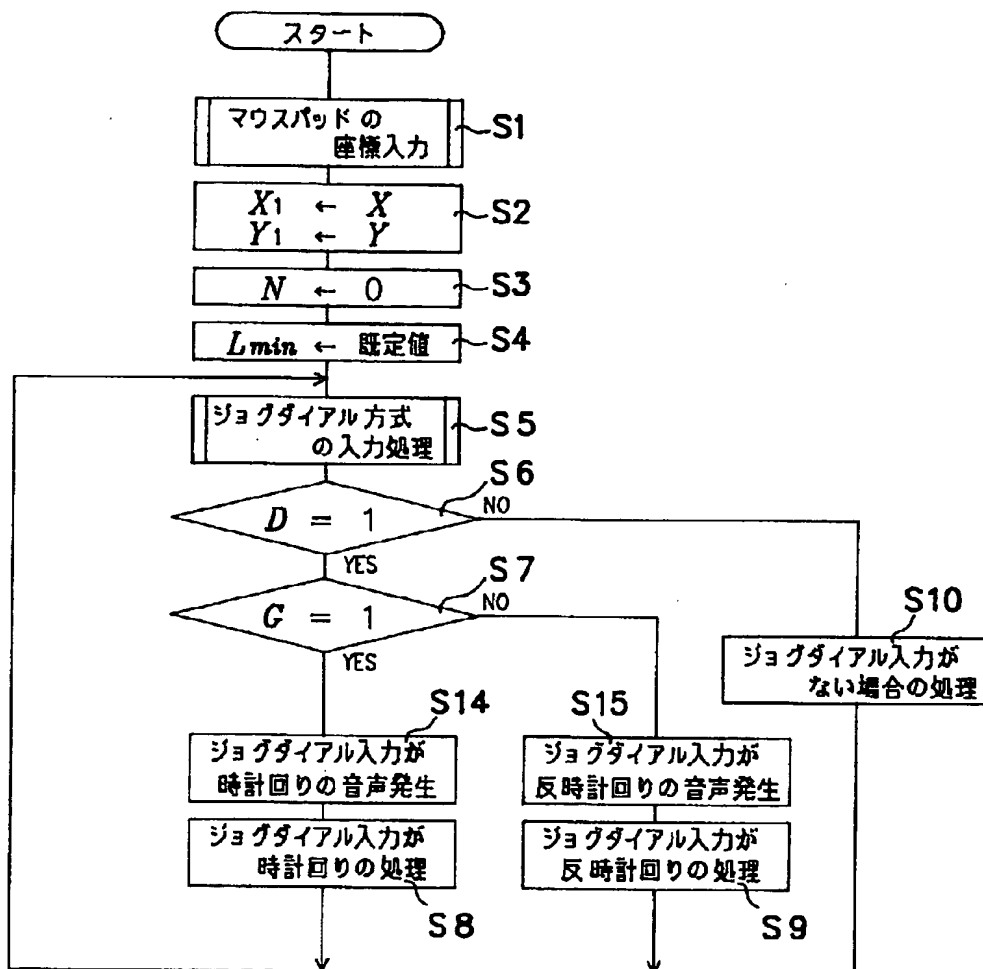 スタート
マウスパッドの
座標入力
S1
X1 ← X
Y1 ← Y
S2
N ← 0
S3
Lmin ← 既定値
S4
ジョグダイアル方式
の入力処理
S5
S6
D = 1
NO
YES
S7
G = 1
NO
YES
S10
ジョグダイアル入力が
ない場合の処理
S14
ジョグダイアル入力が
時計回りの音声発生
S15
ジョグダイアル入力が
反時計回りの音声発生
ジョグダイアル入力が
時計回りの処理
S8
ジョグダイアル入力が
反時計回りの処理
S9